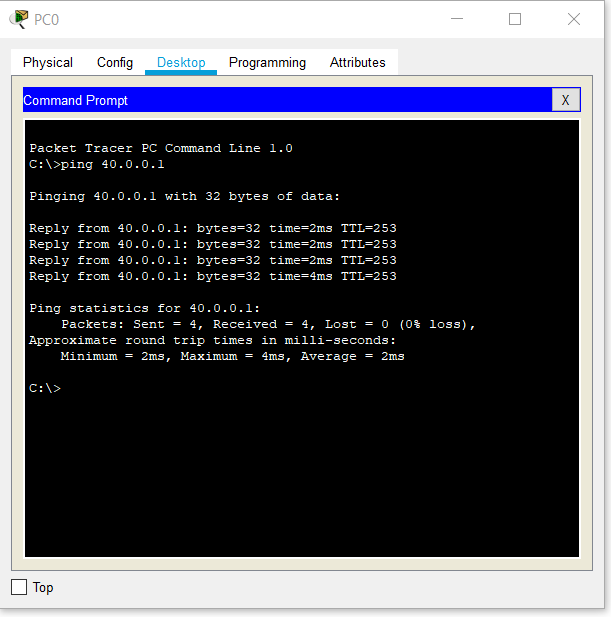 PC0
Physical Config Desktop Programming Attributes
Command Prompt
X
Packet Tracer PC Command Line 1.0
C:\>ping 40.0.0.1
Pinging 40.0.0.1 with 32 bytes of data:
Reply from 40.0.0.1: bytes=32 time=2ms TTL=253
Reply from 40.0.0.1: bytes=32 time=2ms TTL=253
Reply from 40.0.0.1: bytes=32 time=2ms TTL=253
Reply from 40.0.0.1: bytes=32 time=4ms TTL=253
Ping statistics for 40.0.0.1:
Packets: Sent = 4, Received = 4, Lost = 0 (0% loss),
Approximate round trip times in milli-seconds:
Minimum = 2ms, Maximum = 4ms, Average = 2ms
C:\>
Top